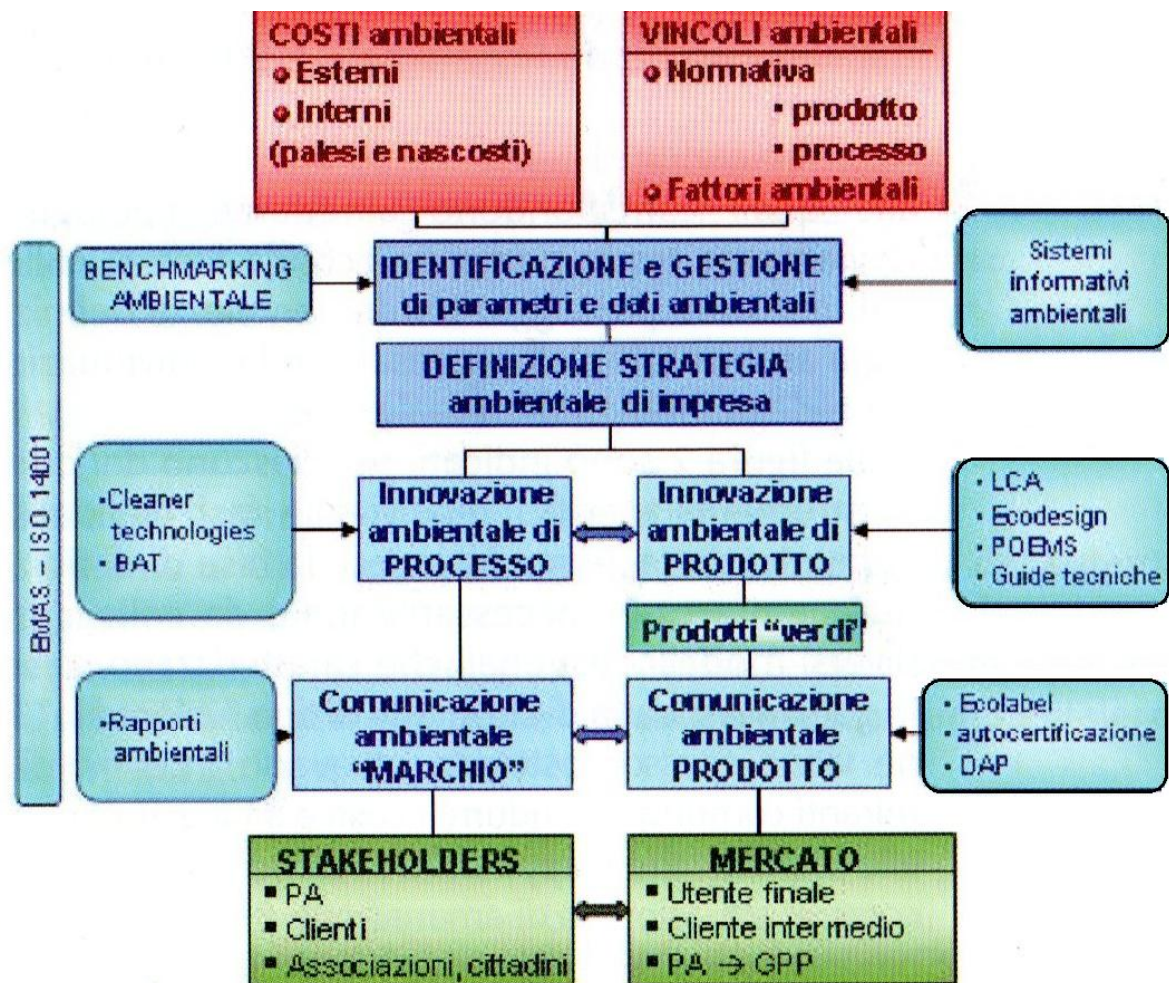 COSTI ambientali
Esterni
Interni
(palesi e nascosti)
VINCOLI ambientali
Normativa
prodotto
processo
Fattori ambientali
BENCHMARKING
AMBIENTALE
IDENTIFICAZIONE e GESTIONE
di parametri e dati ambientali
Sistemi
informativi
ambientali
DEFINIZIONE STRATEGIA
ambientale di impresa
EMAS – ISO 14001
•Cleaner
technologies
• BAT
Innovazione
ambientale di
PROCESSO
Innovazione
ambientale di
PRODOTTO
• LCA
• Ecodesign
• POEMS
• Guide tecniche
Prodotti “verdi”
•Rapporti
ambientali
Comunicazione
ambientale
“MARCHIO”
Comunicazione
ambientale
PRODOTTO
• Ecolabel
• autocertificazione
• DAP
STAKEHOLDERS
▪ PA
▪ Clienti
▪ Associazioni, cittadini
MERCATO
▪ Utente finale
▪ Cliente intermedio
▪ PA → GPP